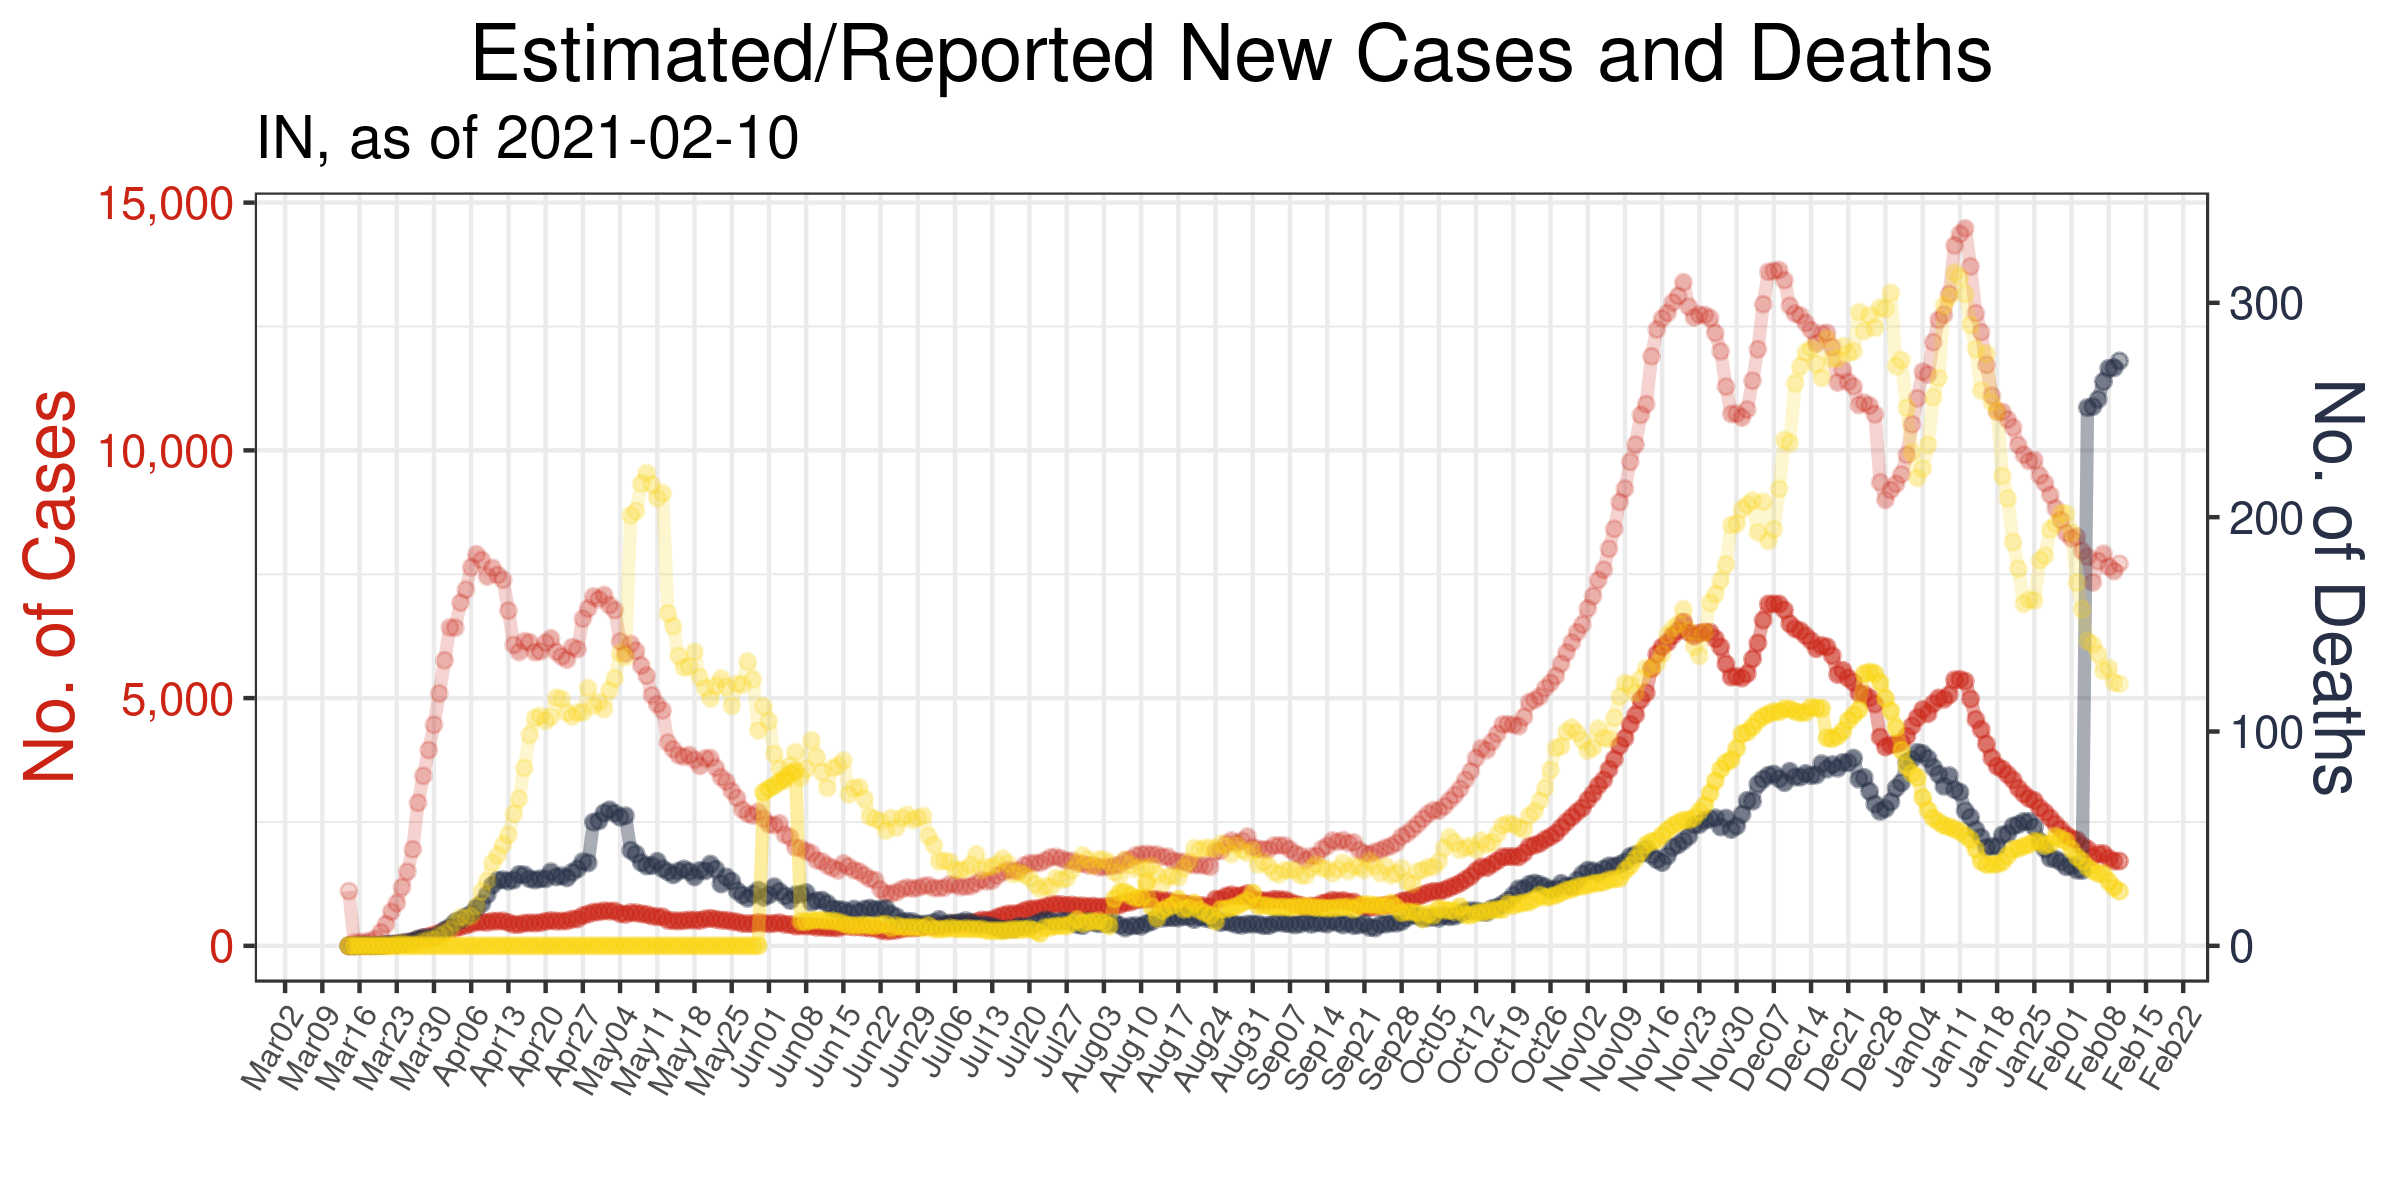 Estimated/Reported New Cases and Deaths
IN, as of 2021-02-10
No. of Cases
15,000
10,000
5,000
0
300
200
100
0
No. of Deaths
Mar02
Mar09
Mar16
Mar23
Mar30
Apr06
Apr13
Apr20
Apr27
May04
May11
May18
May25
Jun01
Jun08
Jun15
Jun22
Jun29
Jul06
Jul13
Jul20
Jul27
Aug03
Aug10
Aug17
Aug24
Aug31
Sep07
Sep14
Sep21
Sep28
Oct05
Oct12
Oct19
Oct26
Nov02
Nov09
Nov16
Nov23
Nov30
Dec07
Dec14
Dec21
Dec28
Jan04
Jan11
Jan18
Jan25
Feb01
Feb08
Feb15
Feb22